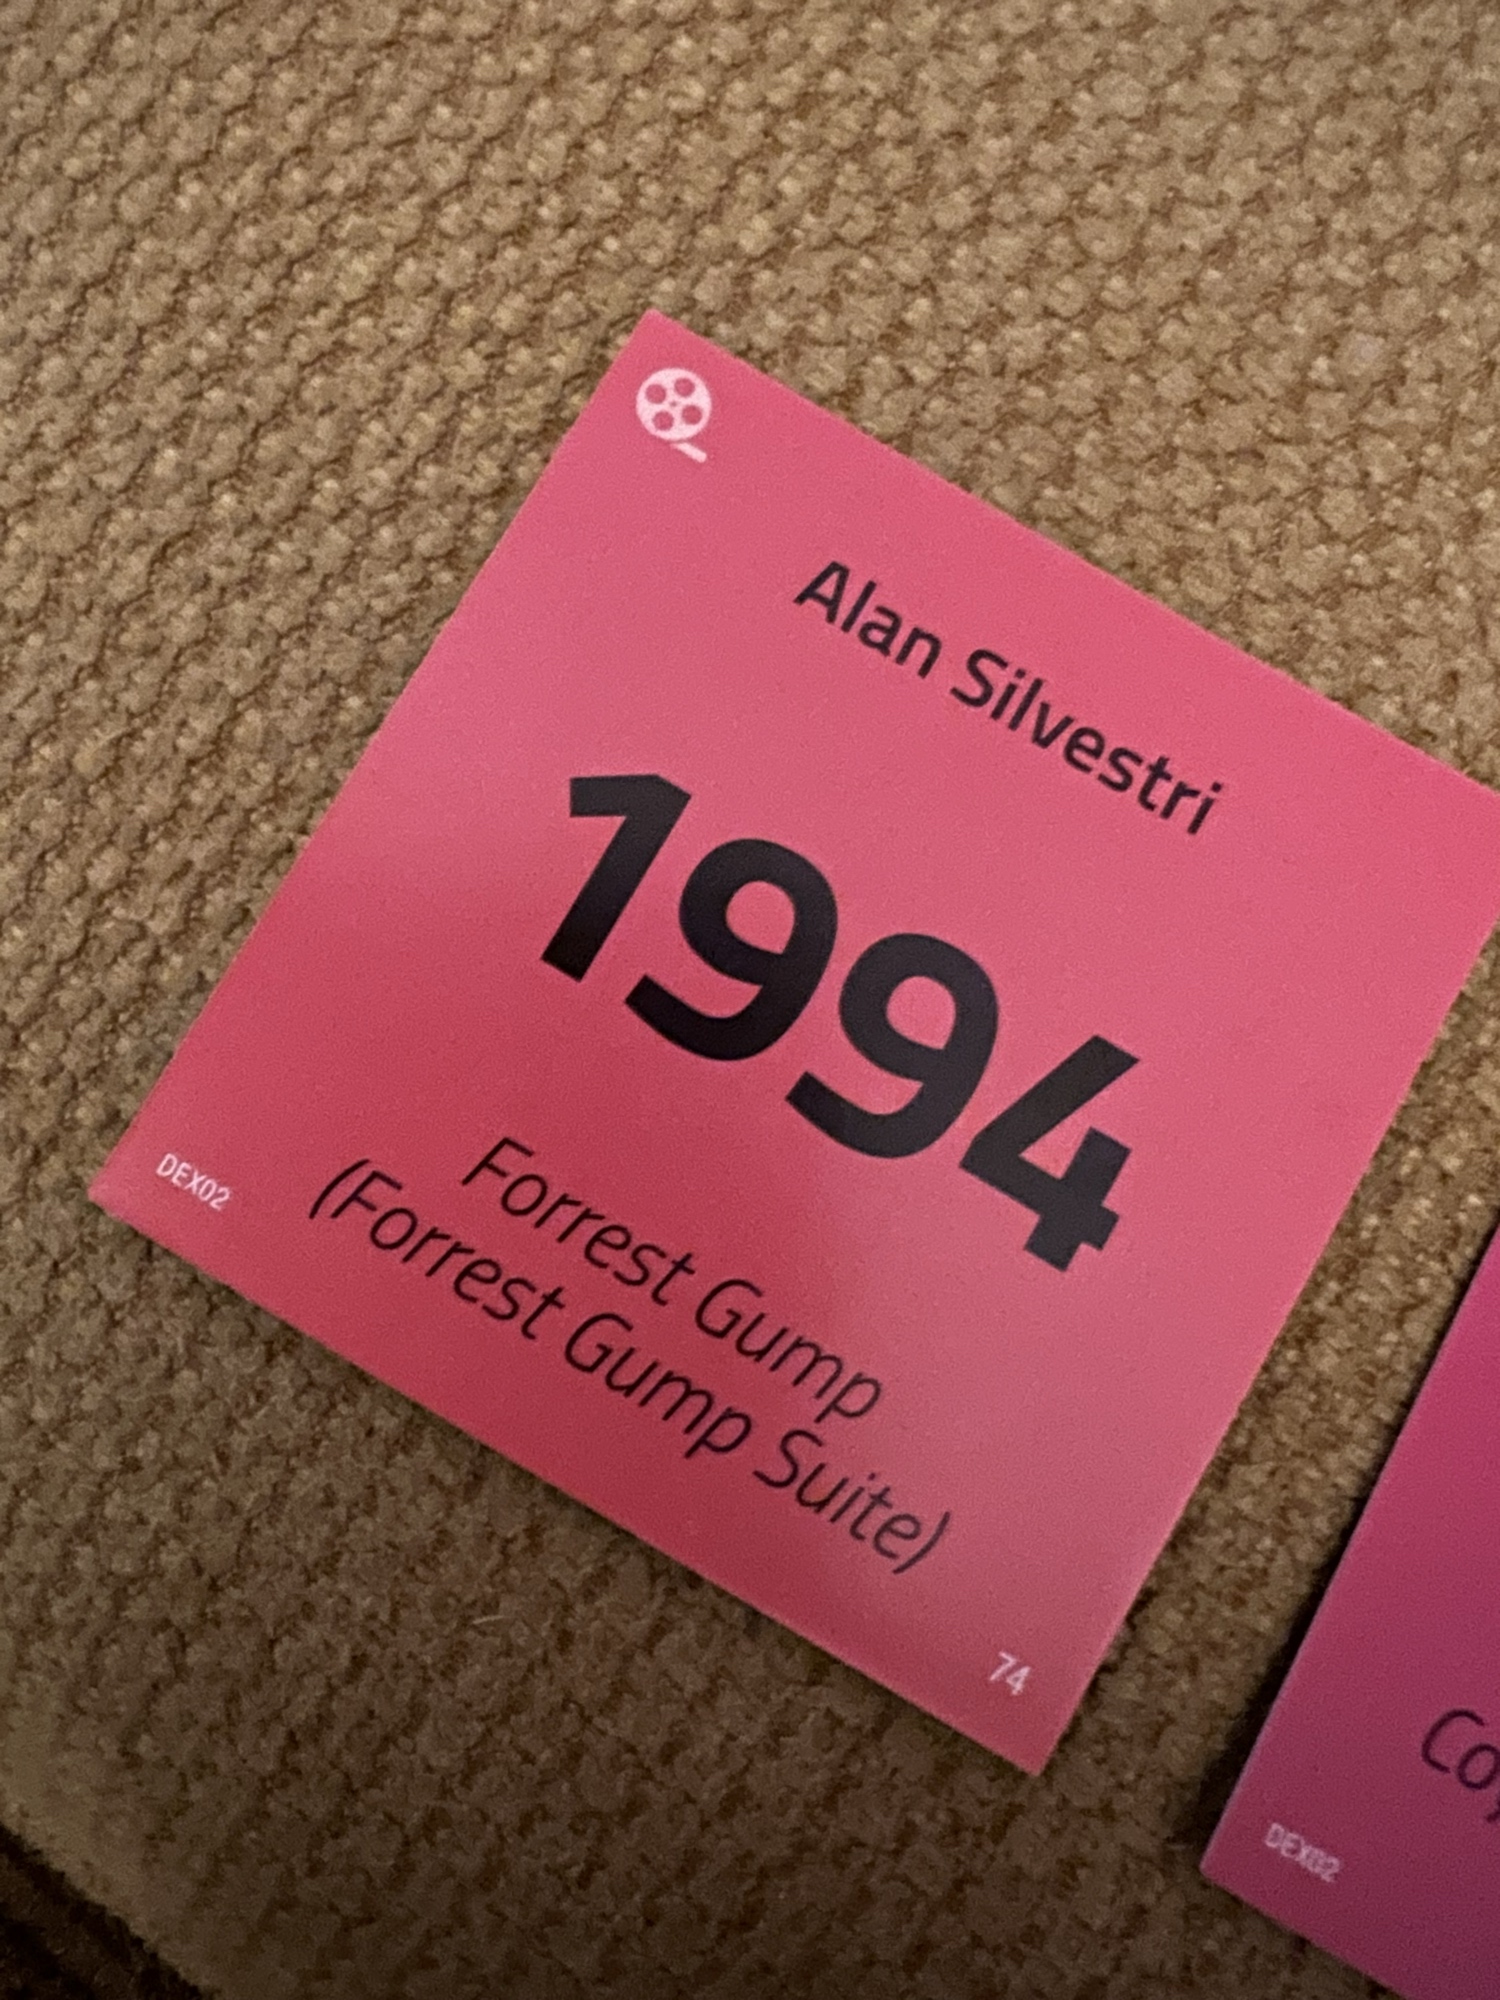 Alan Silvestri
1994
Forrest Gump
(Forrest Gump Suite)
DEX02
74
DEX02